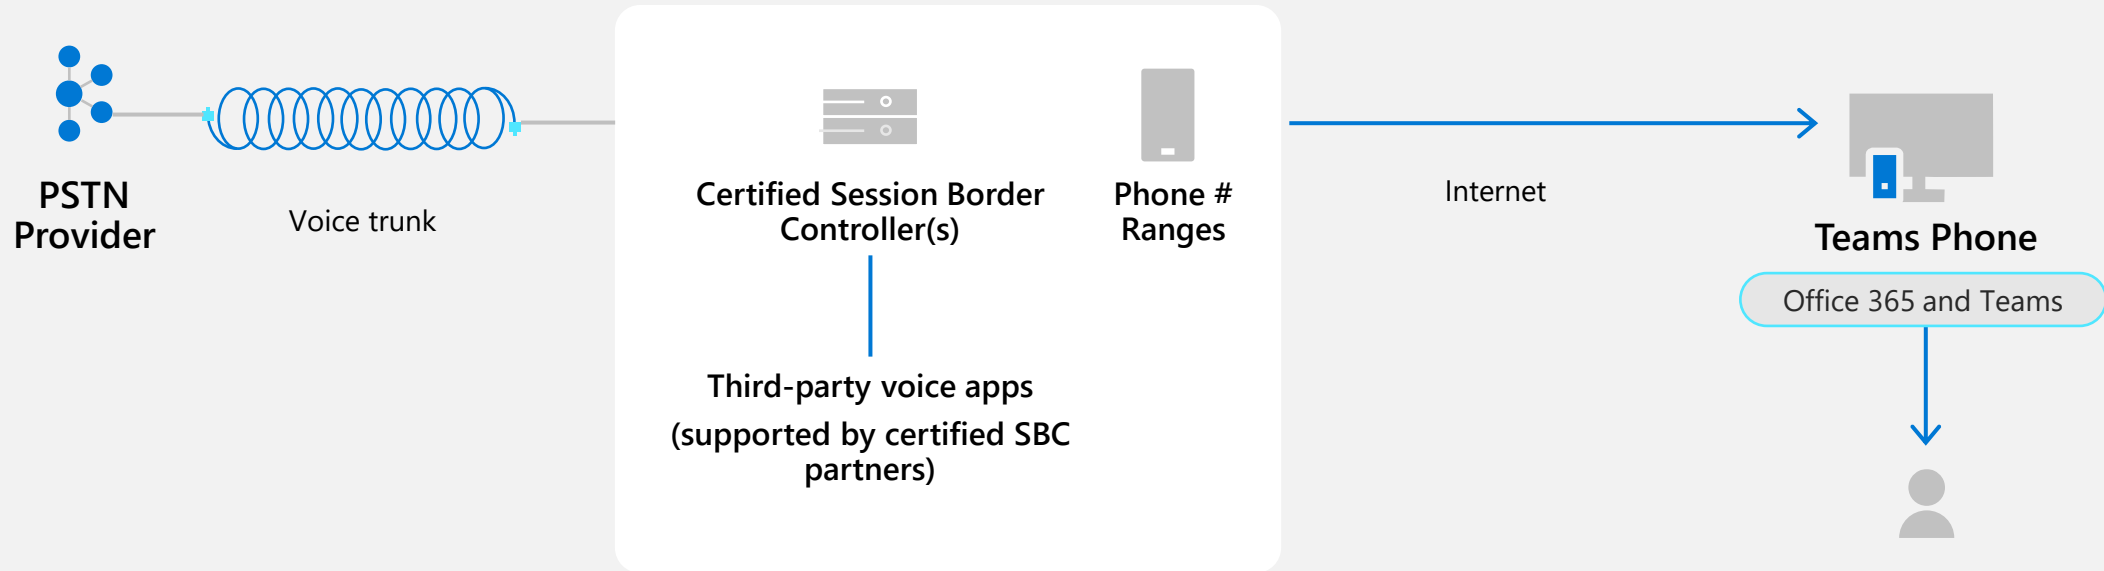 PSTN
Provider
Voice trunk
Certified Session Border
Controller(s)
Phone #
Ranges
Third-party voice apps
(supported by certified SBC
partners)
Internet
Teams Phone
Office 365 and Teams